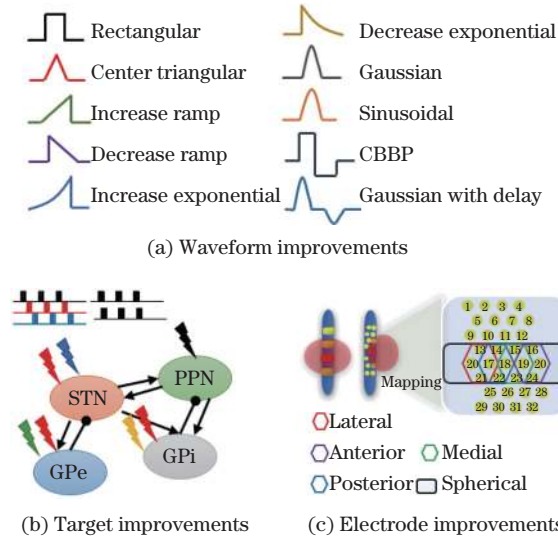 Rectangular
Center triangular
Increase ramp
Decrease ramp
Increase exponential
Decrease exponential
Gaussian
Sinusoidal
CBBP
Gaussian with delay
(a) Waveform improvements
STN
PPN
GPe
GPi
(b) Target improvements
Mapping
1 2 3 4
5 6 7 8
9 10 11 12
13 14 15 16
20 17 18 19 20
21 22 23 24
25 26 27 28
29 30 31 32
Lateral
Anterior Medial
Posterior Spherical
(c) Electrode improvements